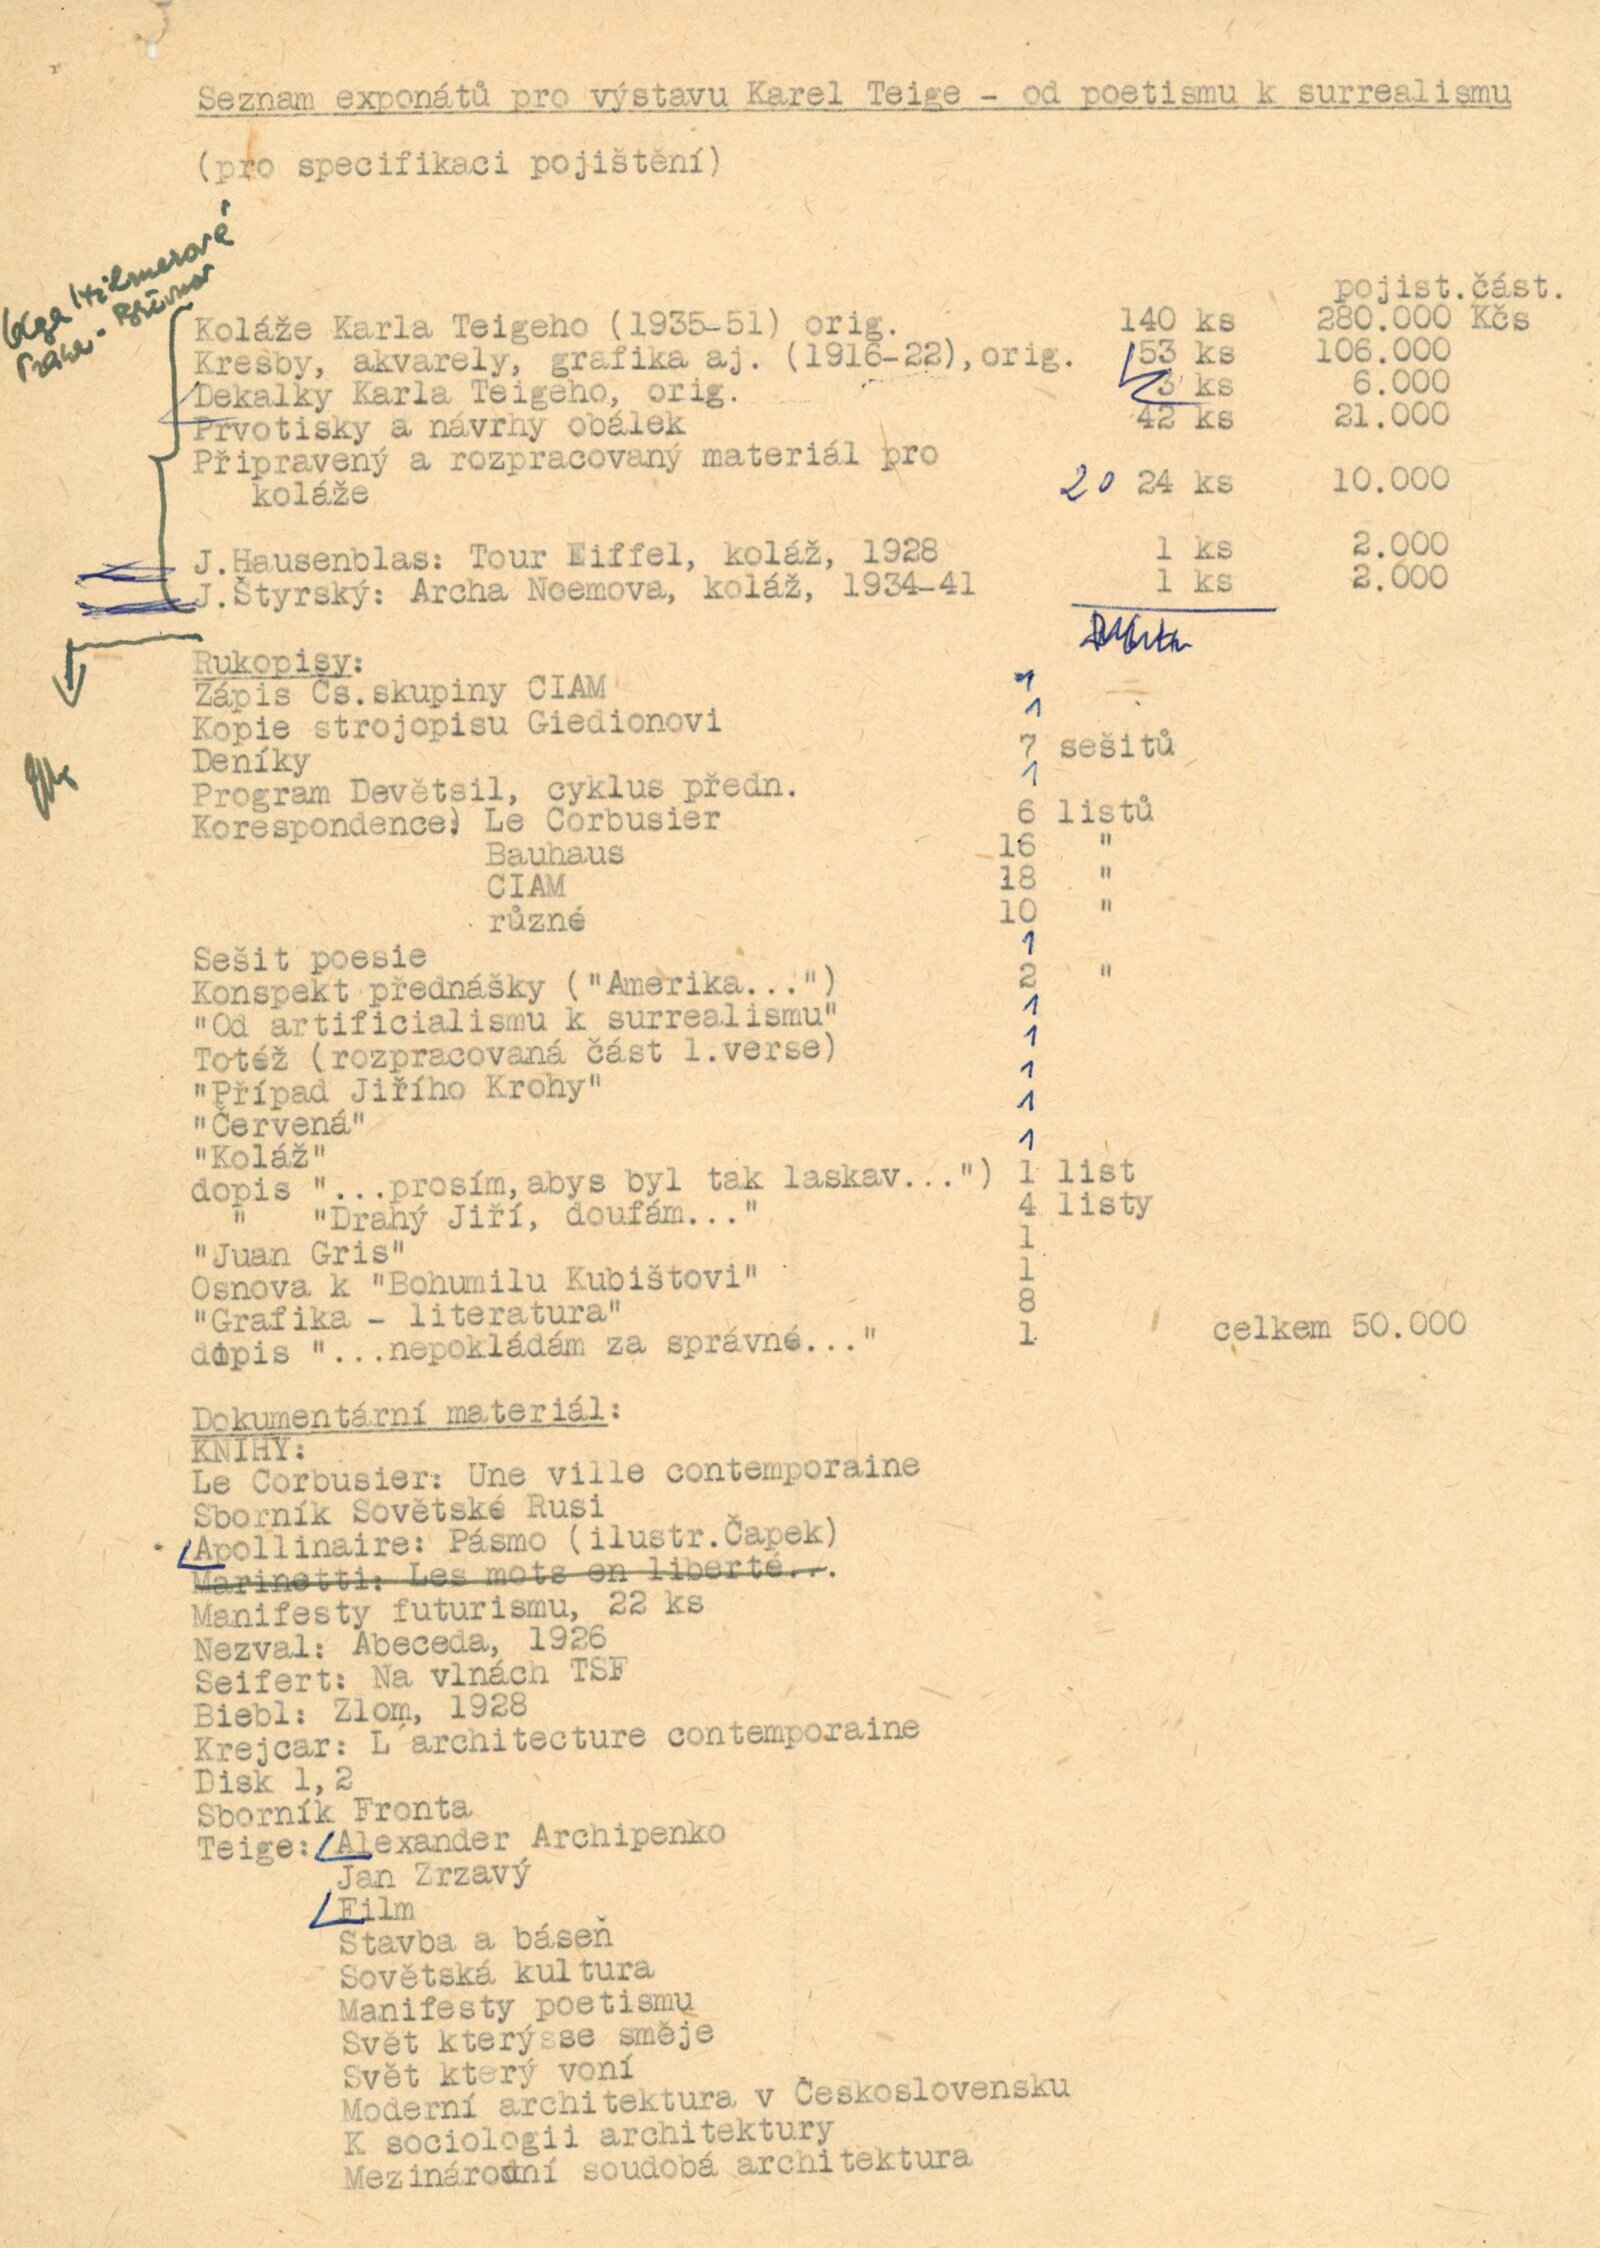 Seznam exponátů pro výstavu Karel Teige - od poetismu k surrealismu
(pro specifikaci pojištění)
pojist.část.
Koláže Karla Teigeho (1935-51) orig. 140 ks 280.000 Kčs
Kresby, akvarely, grafika aj. (1916-22), orig. 53 ks 106.000
Dekalky Karla Teigeho, orig. 3 ks 6.000
Prvotisky a návrhy obálek 42 ks 21.000
Připravený a rozpracovaný materiál pro
koláže 20 24 ks 10.000
J.Hausenblas: Tour Eiffel, koláž, 1928 1 ks 2.000
J.Štyrský: Archa Noemova, koláž, 1934-41 1 ks 2.000
Rukopisy:
Zápis Čs.skupiny CIAM 1
Kopie strojopisu Giedionovi 1
Deníky 7 sešitů
Program Devětsil, cyklus předn. 1
Korespondence: Le Corbusier 6 listů
Bauhaus 16 "
CIAM 18 "
různé 10 "
Sešit poesie 1
Konspekt přednášky ("Amerika...") 2 "
"Od artificialismu k surrealismu" 1
Totéž (rozpracovaná část 1.verse) 1
"Případ Jiřího Krohy" 1
"Červená" 1
"Koláž" 1
dopis "...prosím,abys byl tak laskav...") 1 list
" "Drahý Jiří, doufám..." 4 listy
"Juan Gris" 1
Osnova k "Bohumilu Kubištovi" 1
"Grafika - literatura" 8
dopis "...nepokládám za správné..." 1 celkem 50.000
Dokumentární materiál:
KNIHY:
Le Corbusier: Une ville contemporaine
Sborník Sovětské Rusi
Apollinaire: Pásmo (ilustr.Čapek)
Marinetti: Les mots en liberté...
Manifesty futurismu, 22 ks
Nezval: Abeceda, 1926
Seifert: Na vlnách TSF
Biebl: Zlom, 1928
Krejcar: L´architecture contemporaine
Disk 1,2
Sborník Fronta
Teige: Alexander Archipenko
Jan Zrzavý
Film
Stavba a báseň
Sovětská kultura
Manifesty poetismu
Svět kterýsse směje
Svět který voní
Moderní architektura v Československu
K sociologii architektury
Mezinárodní soudobá architektura